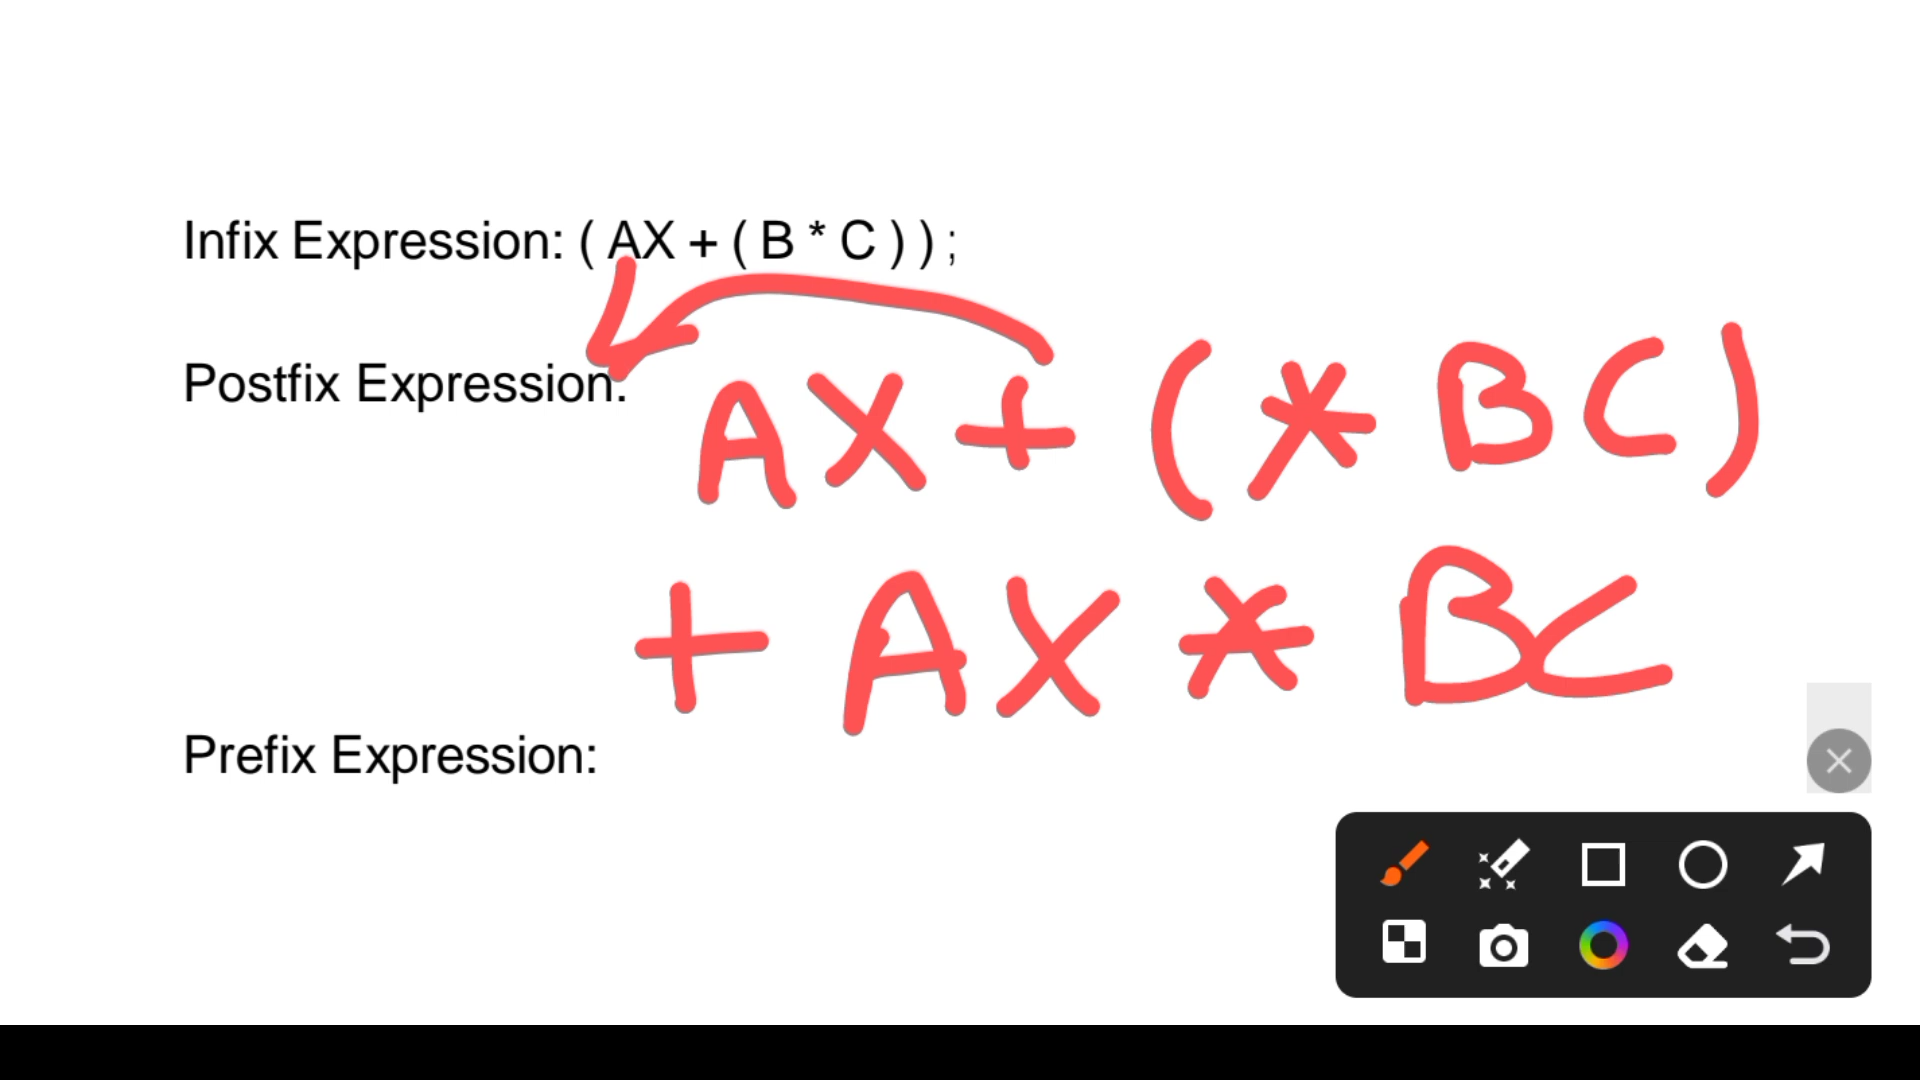 Infix Expression: ( AX + ( B * C ) ) ;
Postfix Expression:
AX+ (* BC)
+ AX * BC
Prefix Expression: